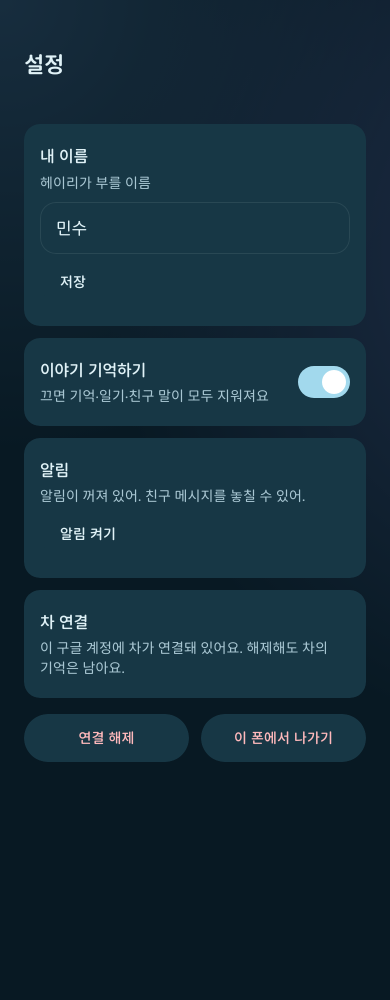 설정
내 이름
헤이리가 부를 이름
민수
저장
이야기 기억하기
끄면 기억·일기·친구 말이 모두 지워져요
알림
알림이 꺼져 있어. 친구 메시지를 놓칠 수 있어.
알림 켜기
차 연결
이 구글 계정에 차가 연결돼 있어요. 해제해도 차의
기억은 남아요.
연결 해제
이 폰에서 나가기